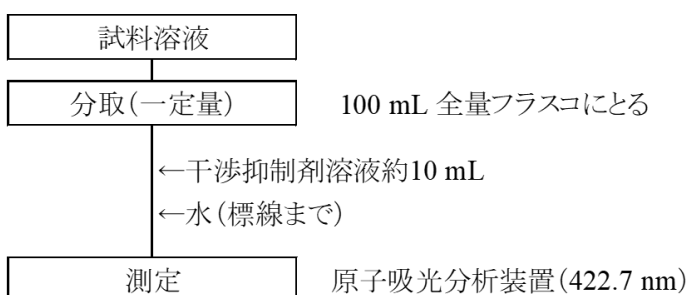 試料溶液
分取(一定量) 100 mL 全量フラスコにとる
←干渉抑制剤溶液約10 mL
←水(標線まで)
測定 原子吸光分析装置(422.7 nm)